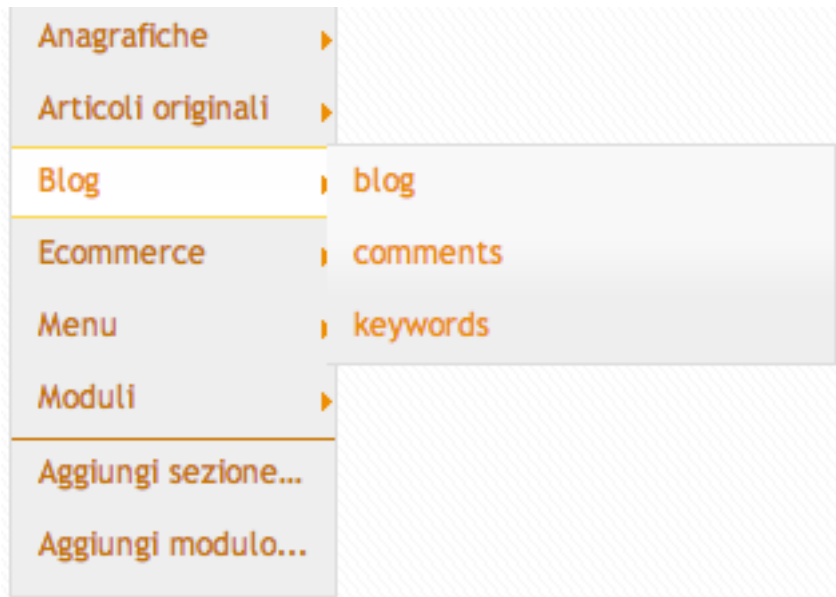 Anagrafiche
Articoli originali
Blog
blog
Ecommerce
comments
Menu
keywords
Moduli
Aggiungi sezione...
Aggiungi modulo...